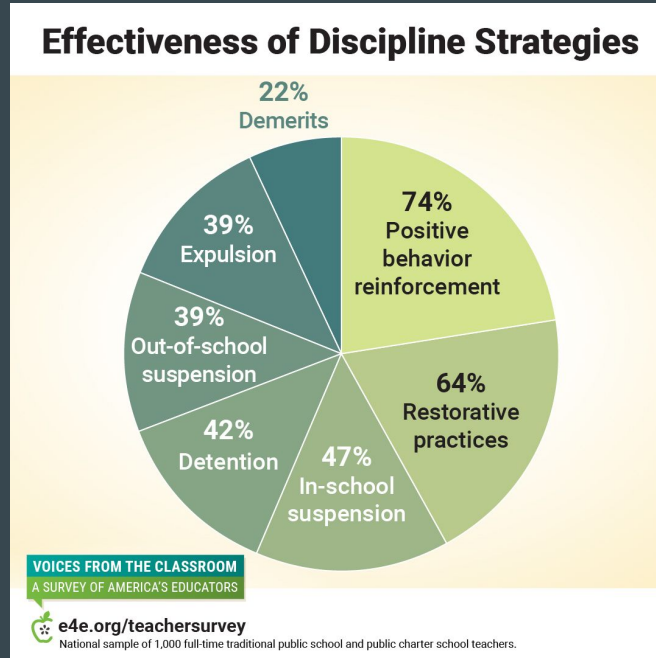 Effectiveness of Discipline Strategies
22%
Demerits
74%
Positive
behavior
reinforcement
39%
Expulsion
39%
Out-of-school
suspension
64%
Restorative
practices
42%
Detention
47%
In-school
suspension
VOICES FROM THE CLASSROOM
A SURVEY OF AMERICA'S EDUCATORS
e4e.org/teachersurvey
National sample of 1,000 full-time traditional public school and public charter school teachers.